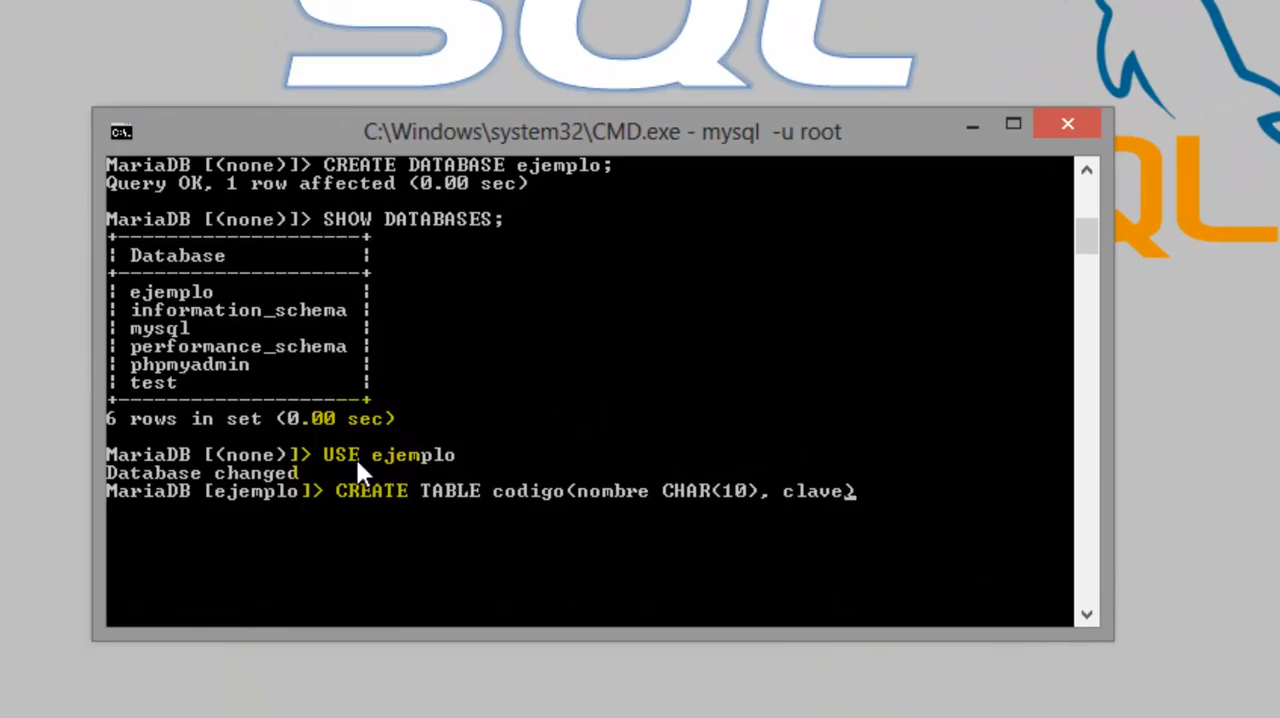 SQL
C:\Windows\system32\CMD.exe - mysql -u root
MariaDB [(none)]> CREATE DATABASE ejemplo;
Query OK, 1 row affected (0.00 sec)
MariaDB [(none)]> SHOW DATABASES;
+--------------------+
| Database           |
+--------------------+
| ejemplo            |
| information_schema |
| mysql              |
| performance_schema |
| phpmyadmin         |
| test               |
+--------------------+
6 rows in set (0.00 sec)
MariaDB [(none)]> USE ejemplo
Database changed
MariaDB [ejemplo]> CREATE TABLE codigo(nombre CHAR(10), clave)
QL